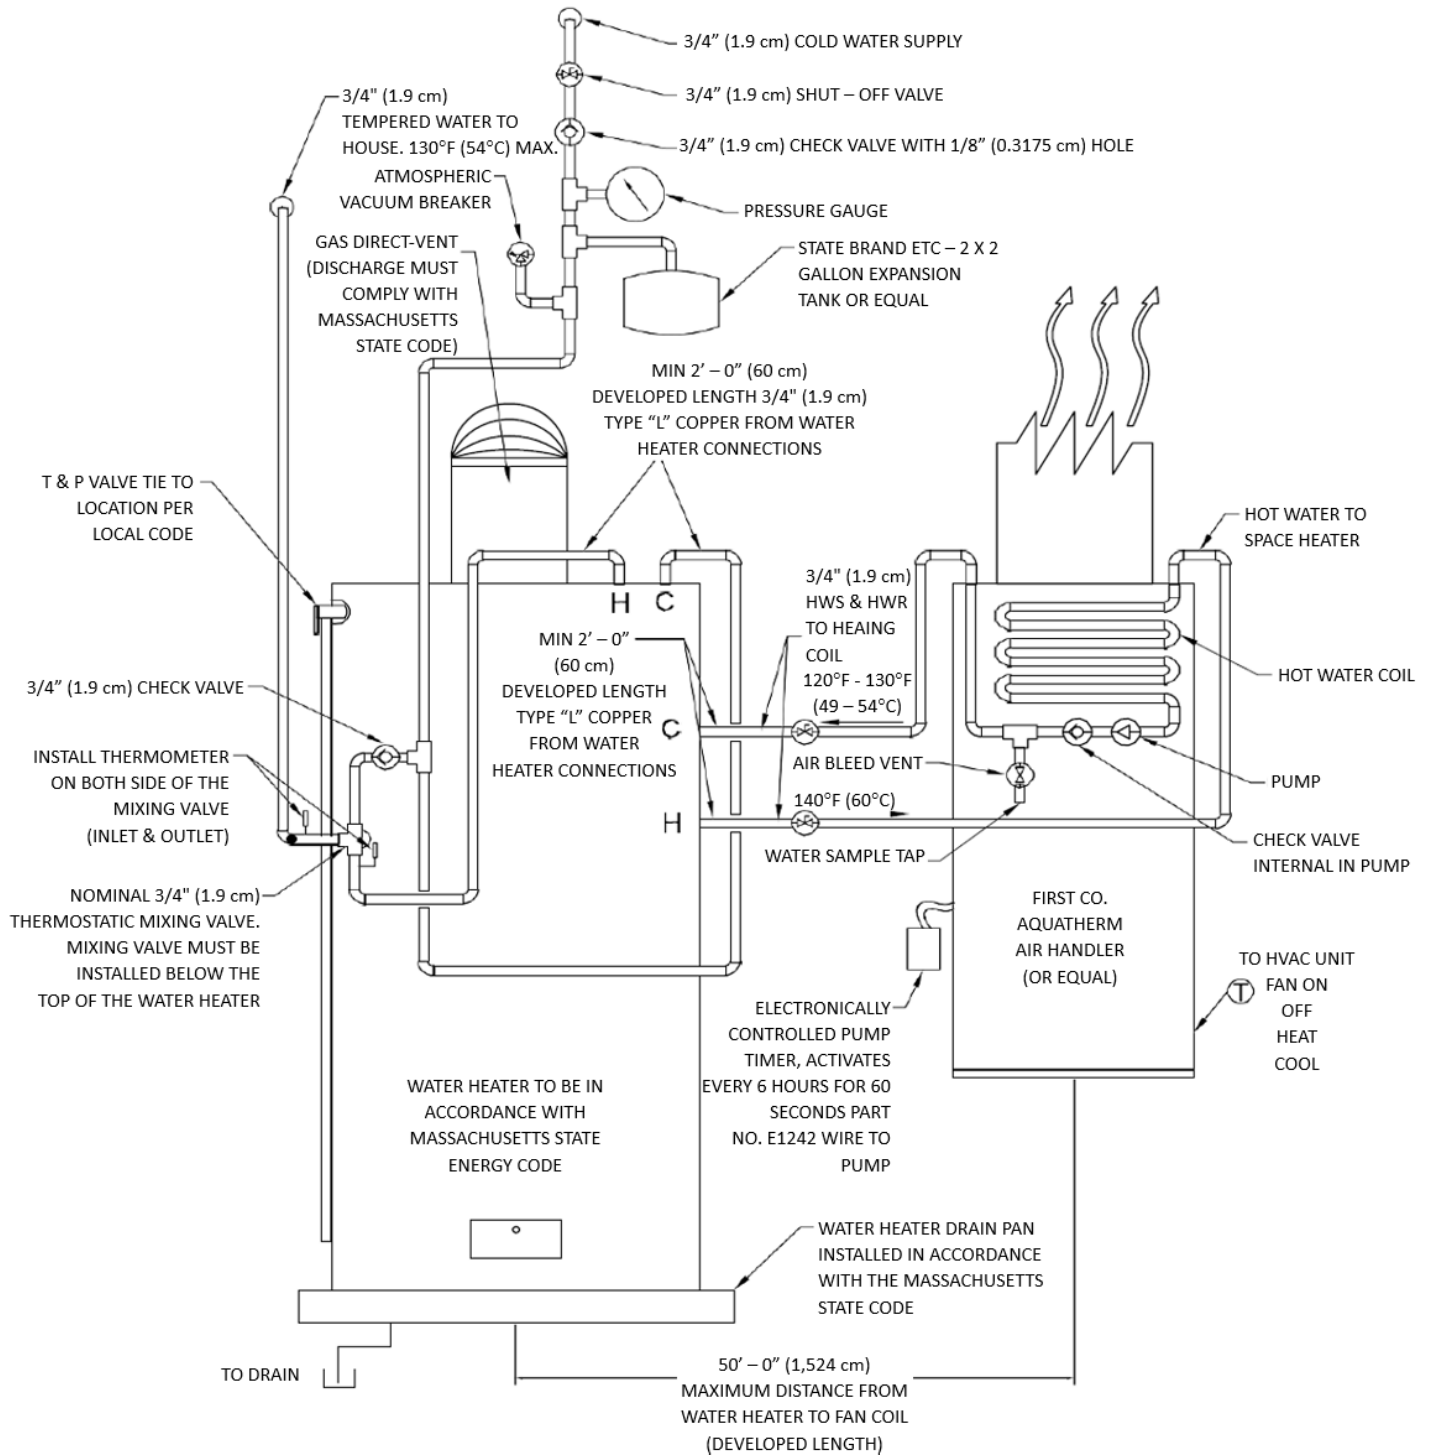 3/4” (1.9 cm) COLD WATER SUPPLY
3/4” (1.9 cm) SHUT – OFF VALVE
3/4” (1.9 cm) CHECK VALVE WITH 1/8” (0.3175 cm) HOLE
3/4" (1.9 cm)
TEMPERED WATER TO
HOUSE. 130°F (54°C) MAX.
ATMOSPHERIC
VACUUM BREAKER
PRESSURE GAUGE
GAS DIRECT-VENT
(DISCHARGE MUST
COMPLY WITH
MASSACHUSETTS
STATE CODE)
STATE BRAND ETC – 2 X 2
GALLON EXPANSION
TANK OR EQUAL
MIN 2’ – 0” (60 cm)
DEVELOPED LENGTH 3/4" (1.9 cm)
TYPE “L” COPPER FROM WATER
HEATER CONNECTIONS
T & P VALVE TIE TO
LOCATION PER
LOCAL CODE
HOT WATER TO
SPACE HEATER
H
C
3/4" (1.9 cm)
HWS & HWR
TO HEAING
COIL
120°F - 130°F
(49 – 54°C)
MIN 2’ – 0”
(60 cm)
DEVELOPED LENGTH
TYPE “L” COPPER
FROM WATER
HEATER CONNECTIONS
HOT WATER COIL
3/4” (1.9 cm) CHECK VALVE
C
INSTALL THERMOMETER
ON BOTH SIDE OF THE
MIXING VALVE
(INLET & OUTLET)
AIR BLEED VENT
PUMP
140°F (60°C)
H
WATER SAMPLE TAP
CHECK VALVE
INTERNAL IN PUMP
NOMINAL 3/4" (1.9 cm)
THERMOSTATIC MIXING VALVE.
MIXING VALVE MUST BE
INSTALLED BELOW THE
TOP OF THE WATER HEATER
FIRST CO.
AQUATHERM
AIR HANDLER
(OR EQUAL)
T
TO HVAC UNIT
FAN ON
OFF
HEAT
COOL
ELECTRONICALLY
CONTROLLED PUMP
TIMER, ACTIVATES
EVERY 6 HOURS FOR 60
SECONDS PART
NO. E1242 WIRE TO
PUMP
WATER HEATER TO BE IN
ACCORDANCE WITH
MASSACHUSETTS STATE
ENERGY CODE
WATER HEATER DRAIN PAN
INSTALLED IN ACCORDANCE
WITH THE MASSACHUSETTS
STATE CODE
TO DRAIN
50’ – 0” (1,524 cm)
MAXIMUM DISTANCE FROM
WATER HEATER TO FAN COIL
(DEVELOPED LENGTH)